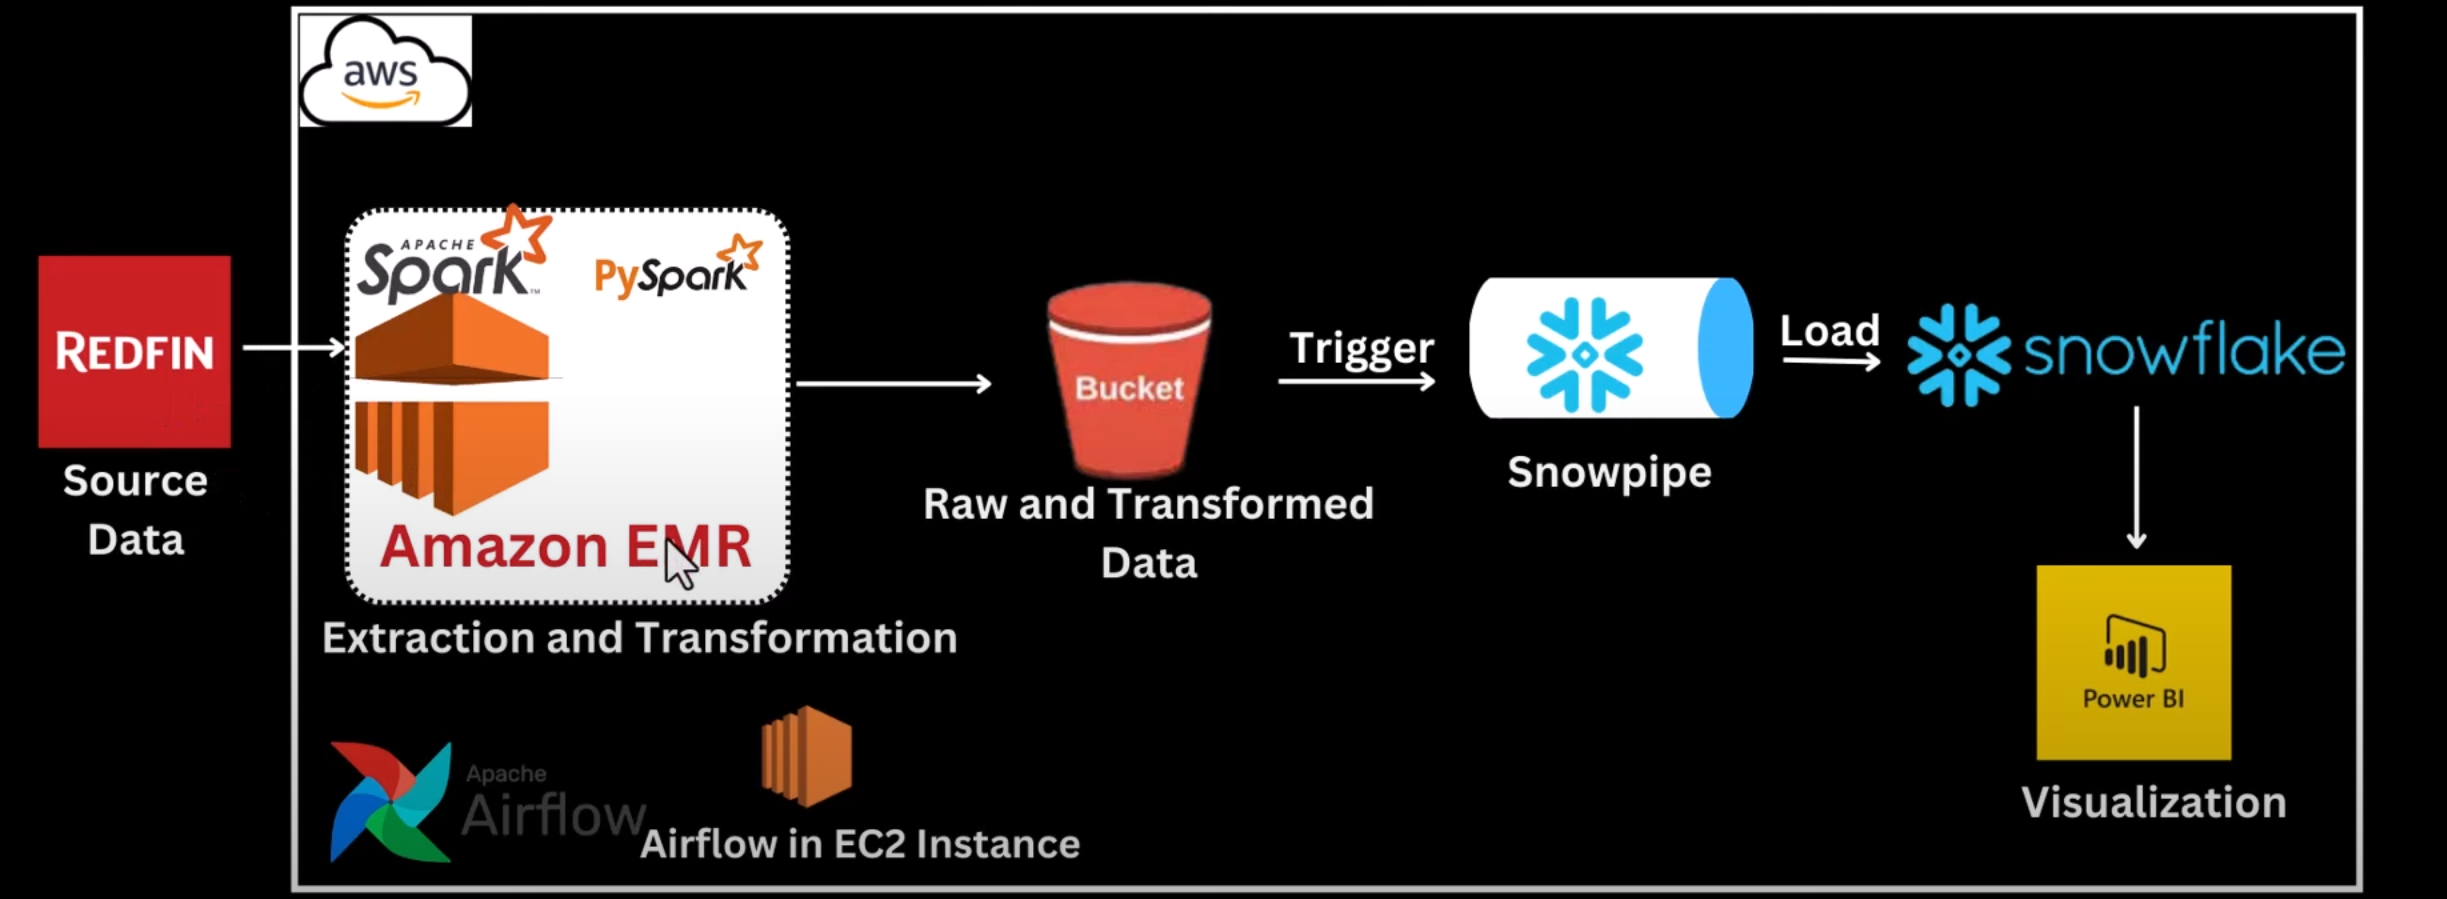 aws
REDFIN
Source
Data
APACHE
Spark™
PySpark
Amazon EMR
Extraction and Transformation
Bucket
Raw and Transformed
Data
Trigger
Snowpipe
Load
snowflake
Power BI
Visualization
Apache
Airflow
Airflow in EC2 Instance